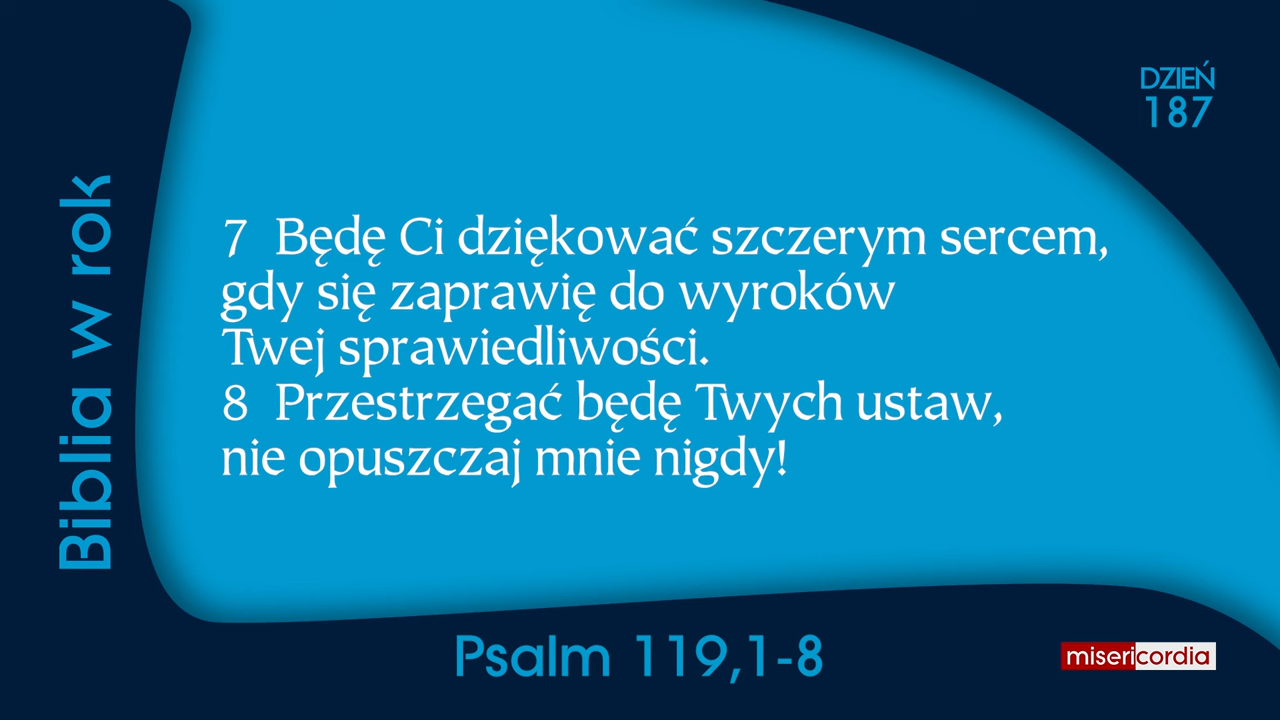 Biblia w rok
DZIEŃ
187
7 Będę Ci dziękować szczerym sercem,
gdy się zaprawię do wyroków
Twej sprawiedliwości.
8 Przestrzegać będę Twych ustaw,
nie opuszczaj mnie nigdy!
Psalm 119,1-8
misericordia